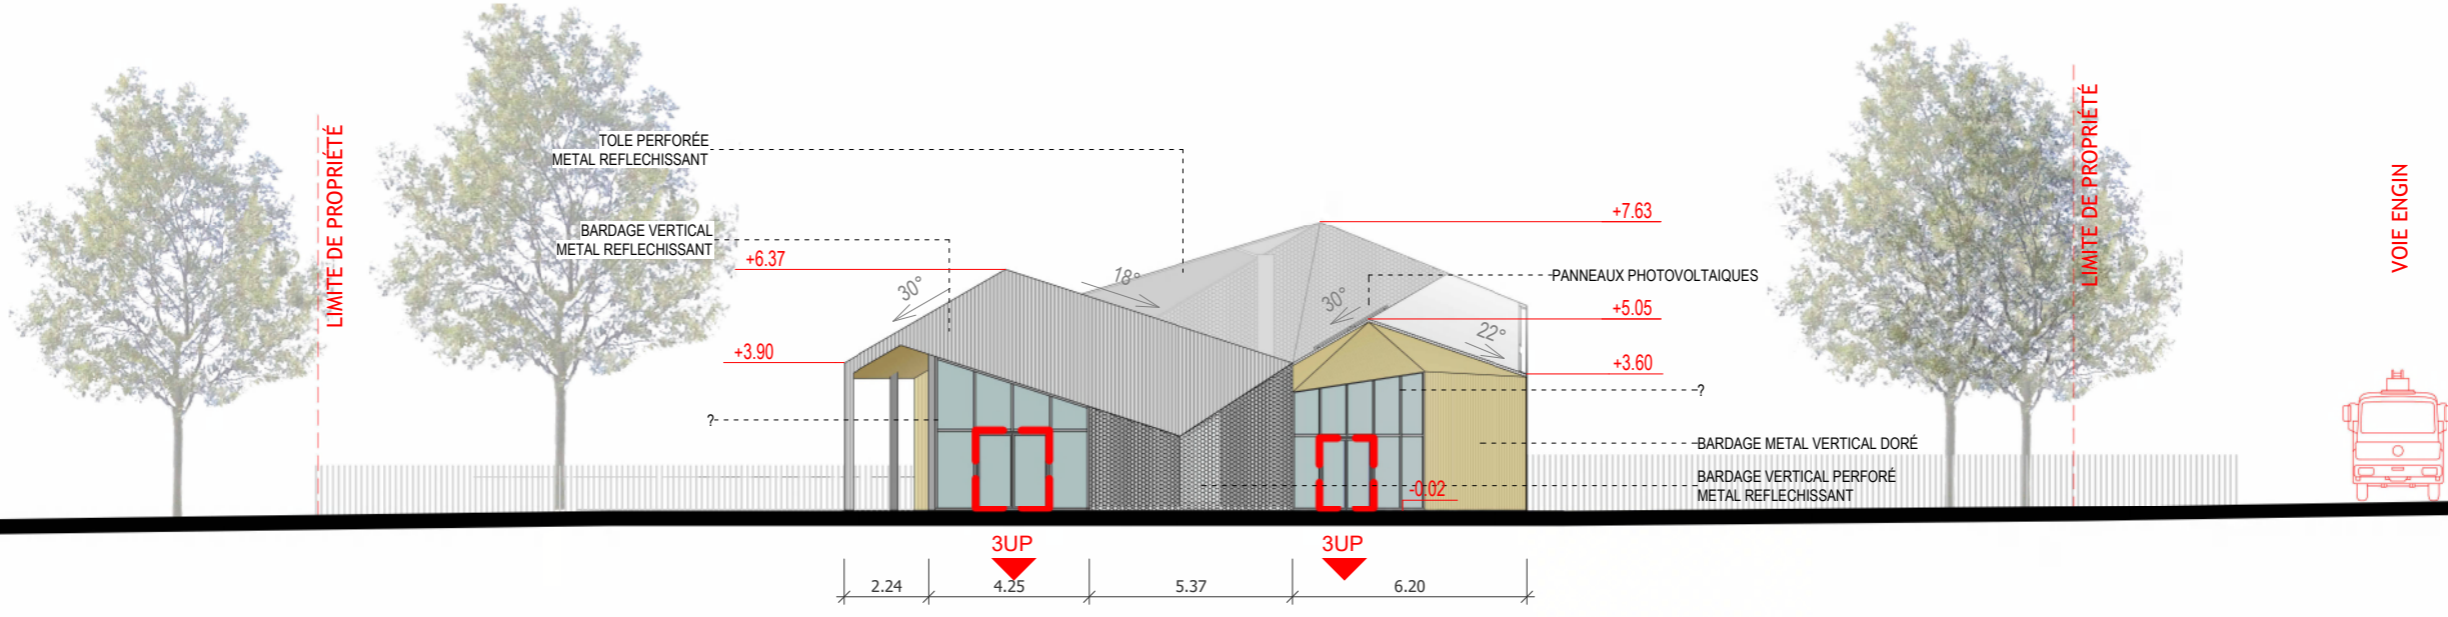 LIMITE DE PROPRIÉTÉ
TOLE PERFORÉE
METAL REFLECHISSANT
BARDAGE VERTICAL
METAL REFLECHISSANT
+6.37
+3.90
?
30°
18°
30°
22°
+7.63
PANNEAUX PHOTOVOLTAIQUES
+5.05
+3.60
?
BARDAGE METAL VERTICAL DORÉ
BARDAGE VERTICAL PERFORÉ
METAL REFLECHISSANT
-0.02
LIMITE DE PROPRIÉTÉ
VOIE ENGIN
3UP
3UP
2.24
4.25
5.37
6.20